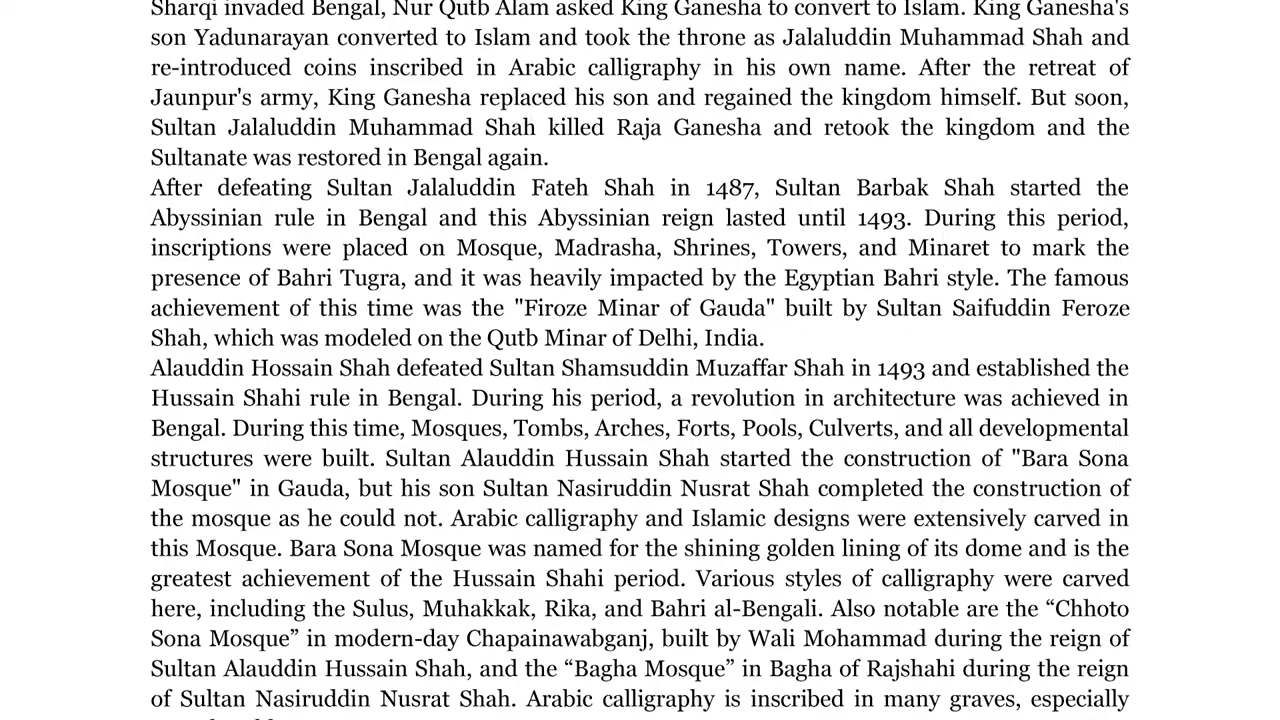 Sharqi invaded Bengal, Nur Qutb Alam asked King Ganesha to convert to Islam. King Ganesha's
son Yadunarayan converted to Islam and took the throne as Jalaluddin Muhammad Shah and
re-introduced coins inscribed in Arabic calligraphy in his own name. After the retreat of
Jaunpur's army, King Ganesha replaced his son and regained the kingdom himself. But soon,
Sultan Jalaluddin Muhammad Shah killed Raja Ganesha and retook the kingdom and the
Sultanate was restored in Bengal again.
After defeating Sultan Jalaluddin Fateh Shah in 1487, Sultan Barbak Shah started the
Abyssinian rule in Bengal and this Abyssinian reign lasted until 1493. During this period,
inscriptions were placed on Mosque, Madrasha, Shrines, Towers, and Minaret to mark the
presence of Bahri Tugra, and it was heavily impacted by the Egyptian Bahri style. The famous
achievement of this time was the "Firoze Minar of Gauda" built by Sultan Saifuddin Feroze
Shah, which was modeled on the Qutb Minar of Delhi, India.
Alauddin Hossain Shah defeated Sultan Shamsuddin Muzaffar Shah in 1493 and established the
Hussain Shahi rule in Bengal. During his period, a revolution in architecture was achieved in
Bengal. During this time, Mosques, Tombs, Arches, Forts, Pools, Culverts, and all developmental
structures were built. Sultan Alauddin Hussain Shah started the construction of "Bara Sona
Mosque" in Gauda, but his son Sultan Nasiruddin Nusrat Shah completed the construction of
the mosque as he could not. Arabic calligraphy and Islamic designs were extensively carved in
this Mosque. Bara Sona Mosque was named for the shining golden lining of its dome and is the
greatest achievement of the Hussain Shahi period. Various styles of calligraphy were carved
here, including the Sulus, Muhakkak, Rika, and Bahri al-Bengali. Also notable are the “Chhoto
Sona Mosque” in modern-day Chapainawabganj, built by Wali Mohammad during the reign of
Sultan Alauddin Hussain Shah, and the “Bagha Mosque” in Bagha of Rajshahi during the reign
of Sultan Nasiruddin Nusrat Shah. Arabic calligraphy is inscribed in many graves, especially